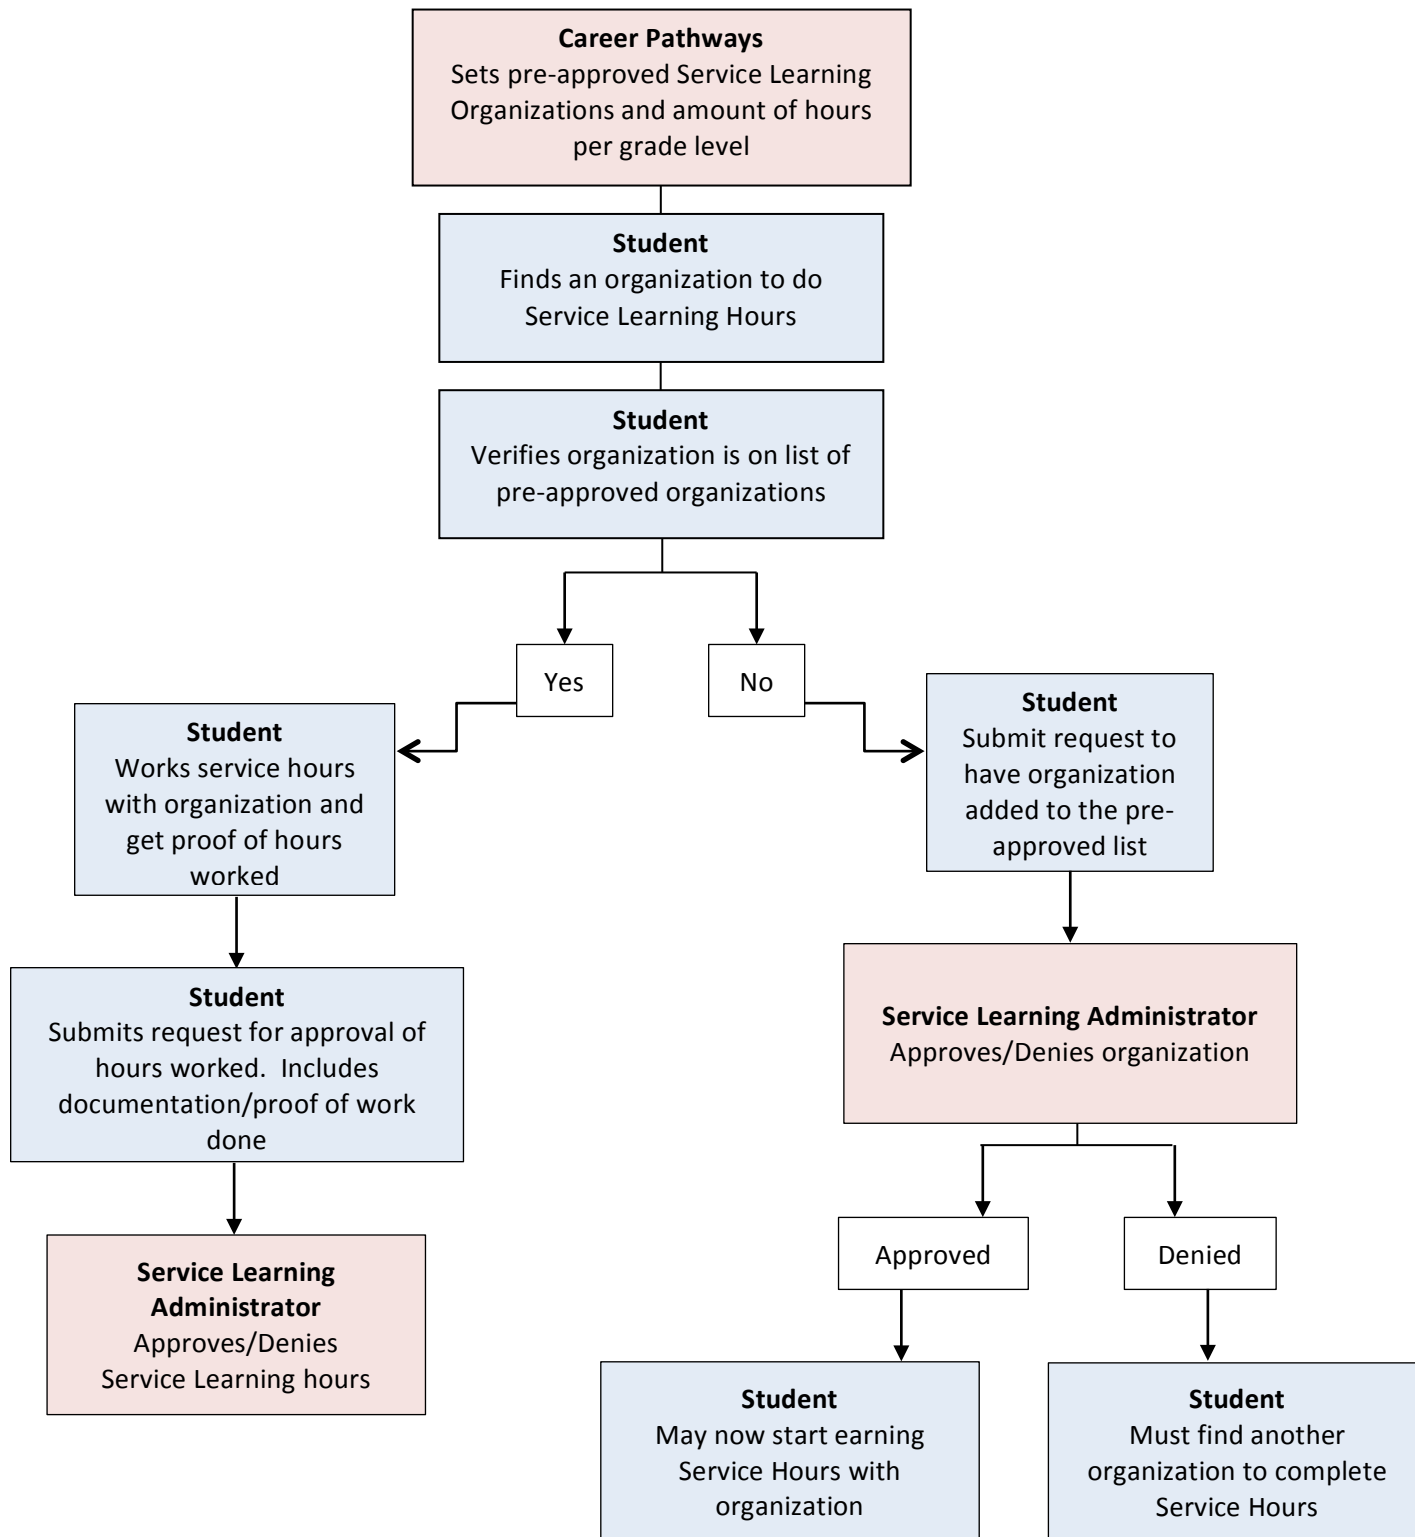 Career Pathways
Sets pre-approved Service Learning
Organizations and amount of hours
per grade level
Student
Finds an organization to do
Service Learning Hours
Student
Verifies organization is on list of
pre-approved organizations
Yes
No
Student
Works service hours
with organization and
get proof of hours
worked
Student
Submit request to
have organization
added to the pre-
approved list
Student
Submits request for approval of
hours worked.  Includes
documentation/proof of work
done
Service Learning Administrator
Approves/Denies organization
Service Learning
Administrator
Approves/Denies
Service Learning hours
Approved
Denied
Student
May now start earning
Service Hours with
organization
Student
Must find another
organization to complete
Service Hours